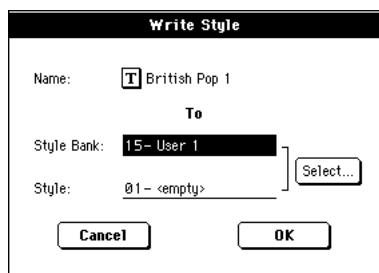 Write Style
Name: T British Pop 1
To
Style Bank: 15- User 1
Select...
Style: 01- <empty>
Cancel OK